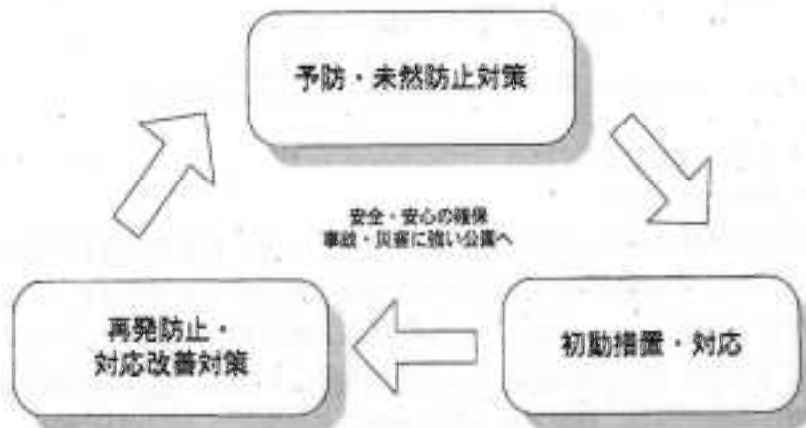 予防・未然防止対策
安全・安心の確保
事故・災害に強い公園へ
再発防止・
対応改善対策
初動措置・対応